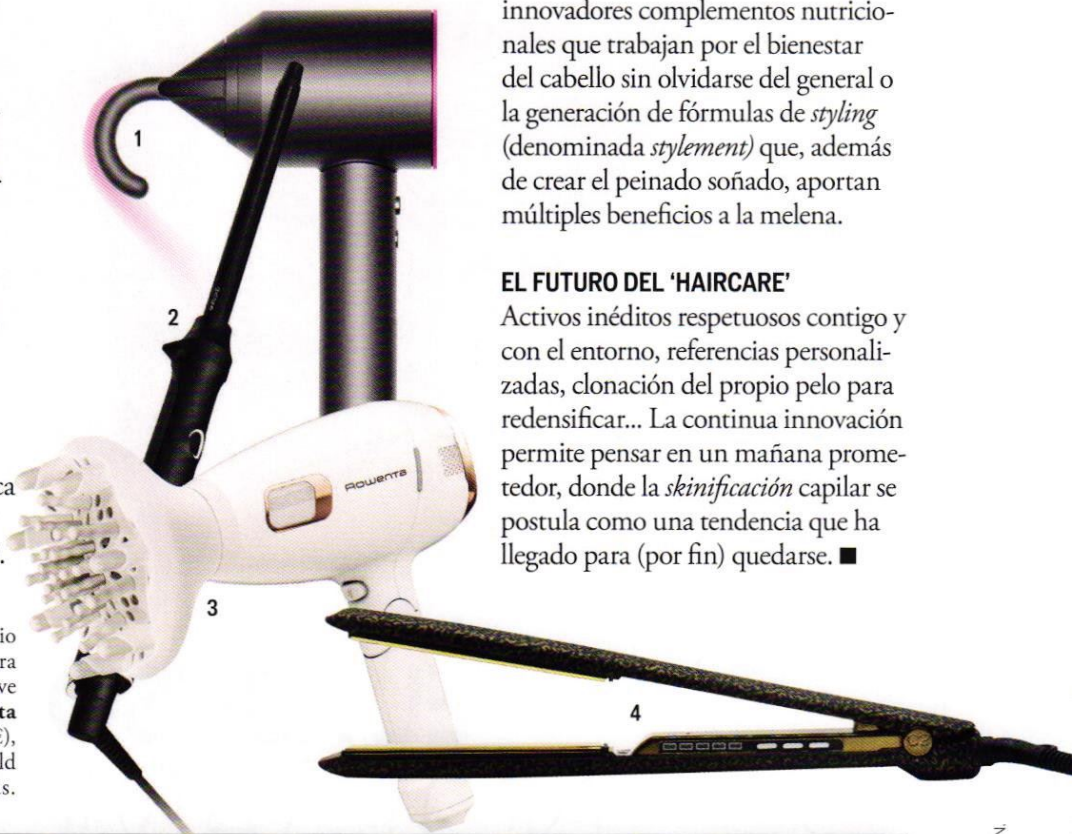 innovadores complementos nutricio-
nales que trabajan por el bienestar
del cabello sin olvidarse del general o
la generación de fórmulas de styling
(denominada stylement) que, además
de crear el peinado soñado, aportan
múltiples beneficios a la melena.
EL FUTURO DEL ‘HAIRCARE’
Activos inéditos respetuosos contigo y
con el entorno, referencias personali-
zadas, clonación del propio pelo para
redensificar... La continua innovación
permite pensar en un mañana prome-
tedor, donde la skinificación capilar se
postula como una tendencia que ha
llegado para (por fin) quedarse. ■
1
2
Rowenta
3
4